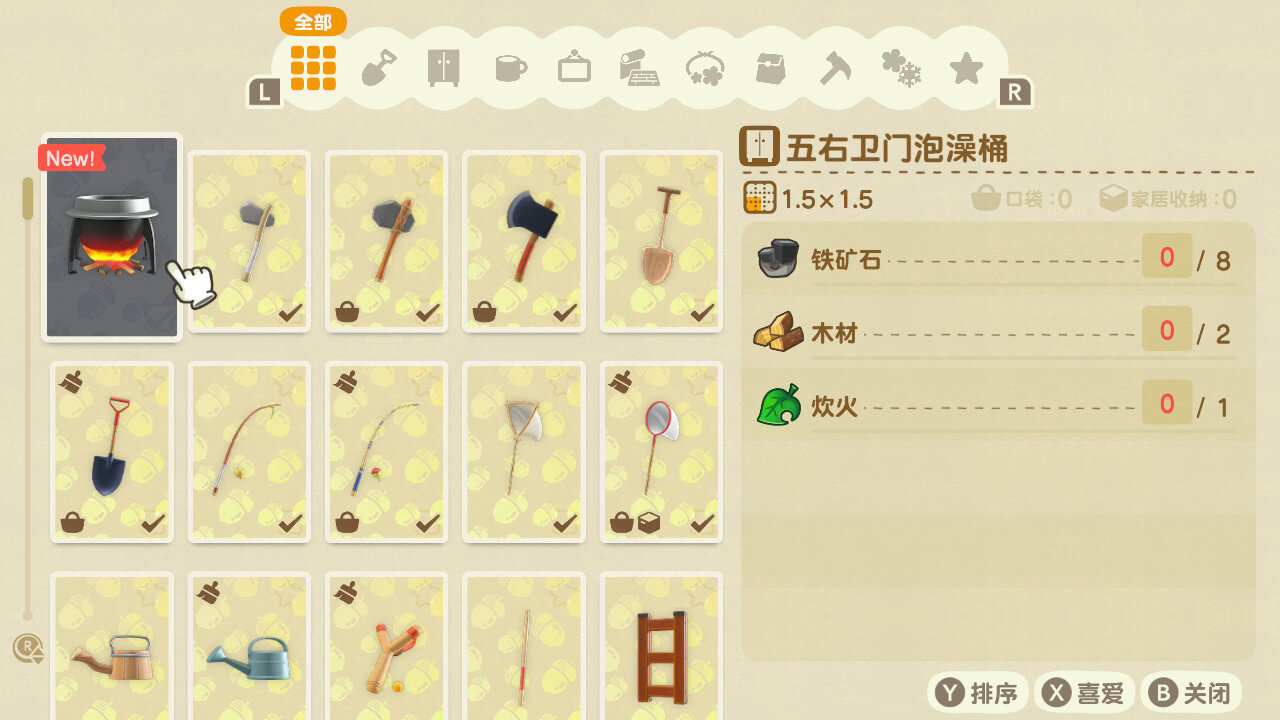 全部
L
R
New!
五右卫门泡澡桶
1.5×1.5
口袋:0
家居收纳:0
铁矿石 0 / 8
木材 0 / 2
炊火 0 / 1
R
Y 排序
X 喜爱
B 关闭